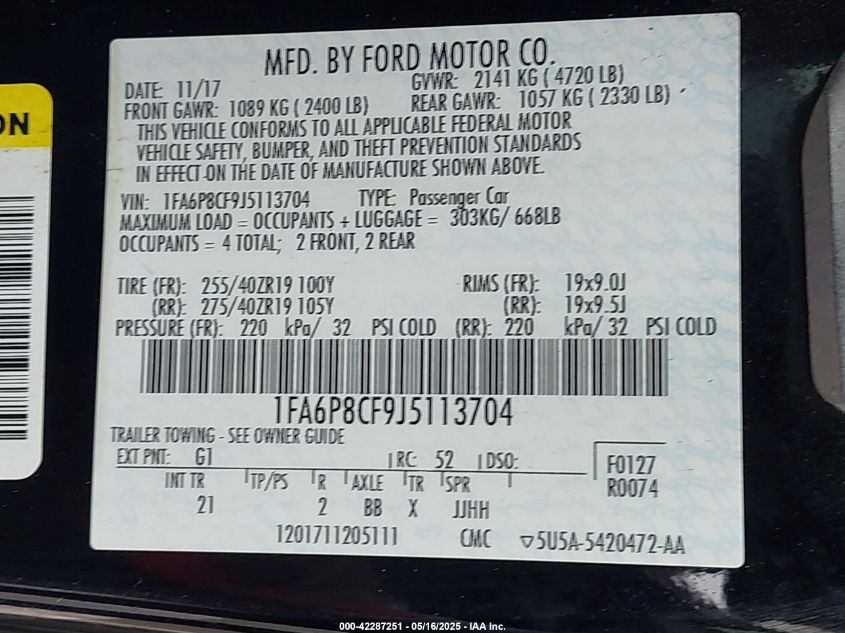 ON
MFD. BY FORD MOTOR CO.
DATE: 11/17 GVWR: 2141 KG ( 4720 LB)
FRONT GAWR: 1089 KG ( 2400 LB) REAR GAWR: 1057 KG ( 2330 LB)
THIS VEHICLE CONFORMS TO ALL APPLICABLE FEDERAL MOTOR
VEHICLE SAFETY, BUMPER, AND THEFT PREVENTION STANDARDS
IN EFFECT ON THE DATE OF MANUFACTURE SHOWN ABOVE.
VIN: 1FA6P8CF9J5113704 TYPE: Passenger Car
MAXIMUM LOAD = OCCUPANTS + LUGGAGE = 303KG/ 668LB
OCCUPANTS = 4 TOTAL; 2 FRONT, 2 REAR
TIRE (FR): 255/40ZR19 100Y RIMS (FR): 19x9.0J
(RR): 275/40ZR19 105Y (RR): 19x9.5J
PRESSURE (FR): 220 kPa/ 32 PSI COLD (RR): 220 kPa/ 32 PSI COLD
1FA6P8CF9J5113704
TRAILER TOWING - SEE OWNER GUIDE
EXT PNT: G1 RC: 52 DSO: F0127
R0074
INT TR TP/PS R AXLE TR SPR
21 2 BB X JJHH
1201711205111 CMC ▽5U5A-5420472-AA
000-42287251 - 05/16/2025 - IAA Inc.